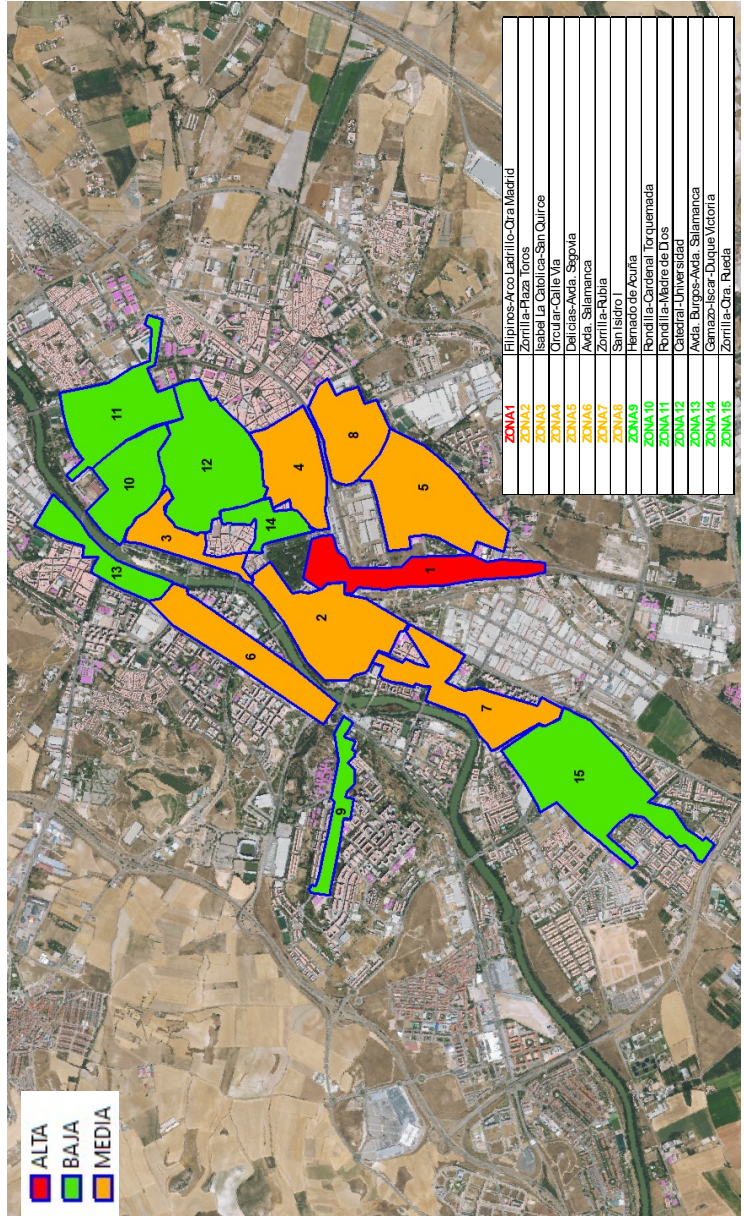 ALTA
BAJA
MEDIA
11
10
12
13
3
14
4
8
5
6
2
1
7
9
15
ZONA1 Filipinos-Arco Ladrillo-Ctra Madrid
ZONA2 Zorrilla-Plaza Toros
ZONA3 Isabel La Catolica-San Quirce
ZONA4 Circular-Calle Vía
ZONA5 Delicias-Avda. Segovia
ZONA6 Avda. Salamanca
ZONA7 Zorrilla-Rubia
ZONA8 San Isidro I
ZONA9 Hernado de Acuña
ZONA10 Rondilla-Cardenal Torquemada
ZONA11 Rondilla-Madre de Dios
ZONA12 Catedral-Universidad
ZONA13 Avda. Burgos-Avda. Salamanca
ZONA14 Gamazo-Iscar-Duque Victoria
ZONA15 Zorrilla-Ctra. Rueda